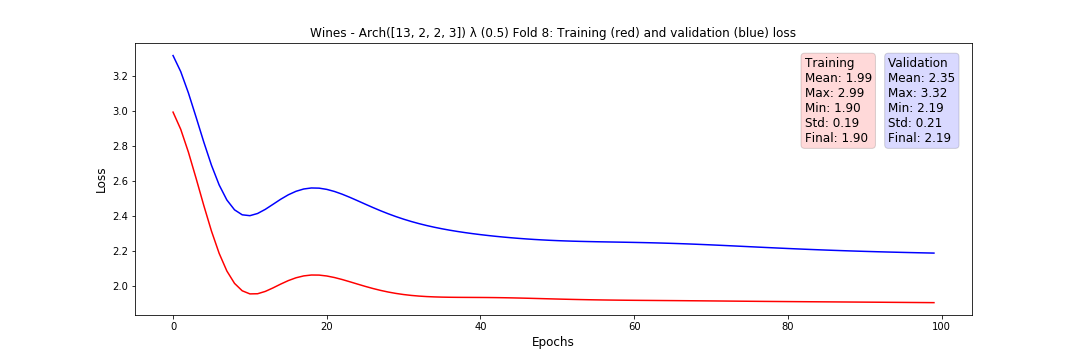 Wines - Arch([13, 2, 2, 3]) λ (0.5) Fold 8: Training (red) and validation (blue) loss
Training
Mean: 1.99
Max: 2.99
Min: 1.90
Std: 0.19
Final: 1.90
Validation
Mean: 2.35
Max: 3.32
Min: 2.19
Std: 0.21
Final: 2.19
Loss
3.2
3.0
2.8
2.6
2.4
2.2
2.0
0 20 40 60 80 100
Epochs